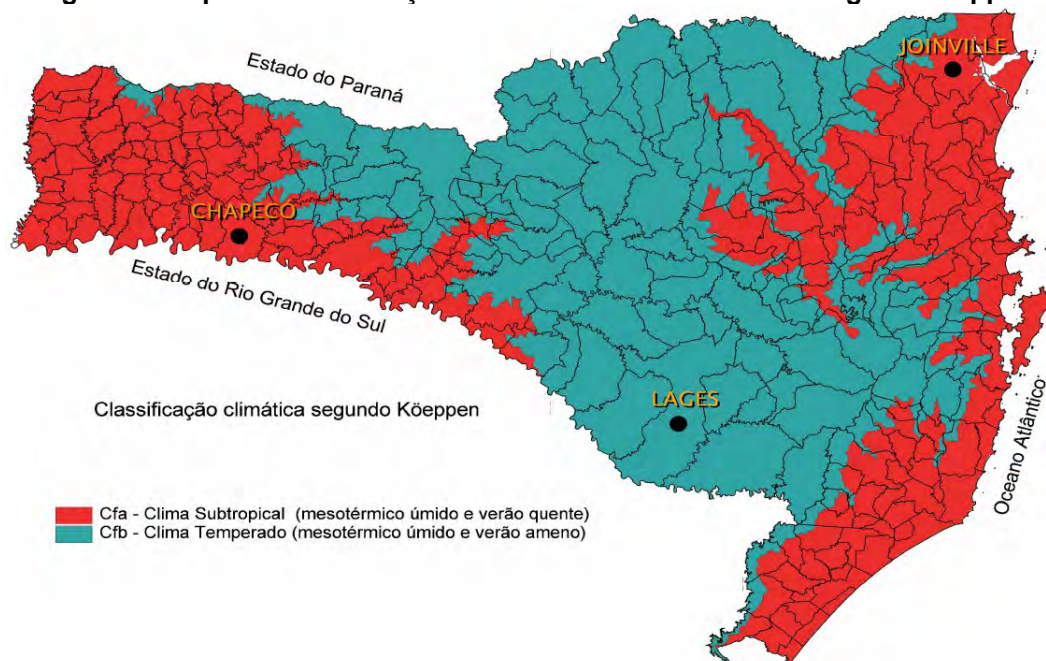 Estado do Paraná
JOINVILLE
CHAPECÓ
Estado do Rio Grande do Sul
LAGES
Oceano Atlântico
Classificação climática segundo Köeppen
Cfa - Clima Subtropical (mesotérmico úmido e verão quente)
Cfb - Clima Temperado (mesotérmico úmido e verão ameno)